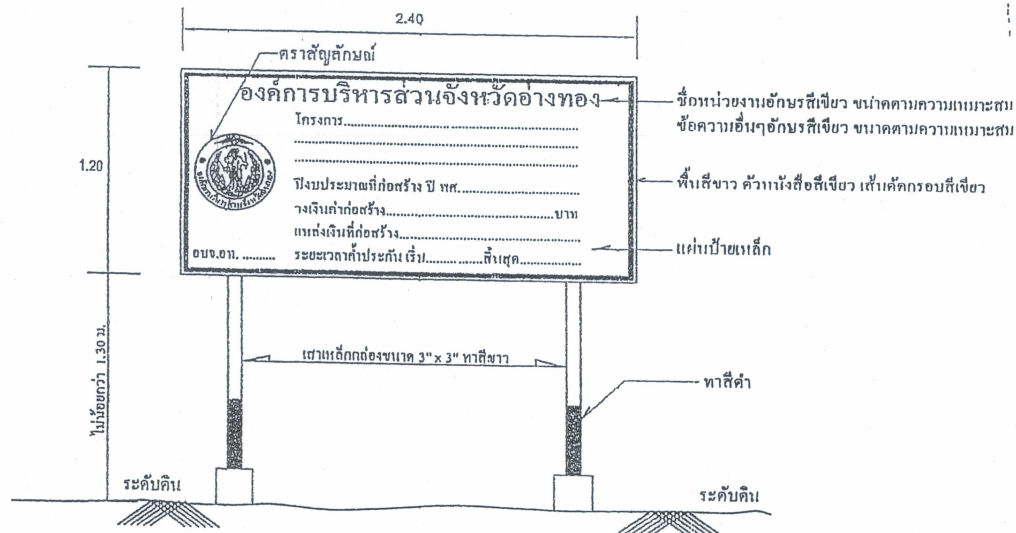 2.40
ตราสัญลักษณ์
องค์การบริหารส่วนจังหวัดอ่างทอง
ชื่อหน่วยงานอักษรสีเขียว ขนาดตามความเหมาะสม
โครงการ........................
ข้อความอื่นๆอักษรสีเขียว ขนาดตามความเหมาะสม
1.20
ปีงบประมาณที่ก่อสร้าง ปี พศ.........................
พื้นสีขาว ตัวหนังสือสีเขียว เส้นตัดกรอบสีเขียว
วงเงินค่าก่อสร้าง........................บาท
แหล่งเงินที่ก่อสร้าง........................
แผ่นป้ายเหล็ก
อบจ.อท. .........
ระยะเวลาค้ำประกัน เริ่ม..............สิ้นสุด...............
ไม่น้อยกว่า 1.30 ม.
เสาเหล็กกล่องขนาด 3" x 3" ทาสีขาว
ทาสีดำ
ระดับดิน
ระดับดิน